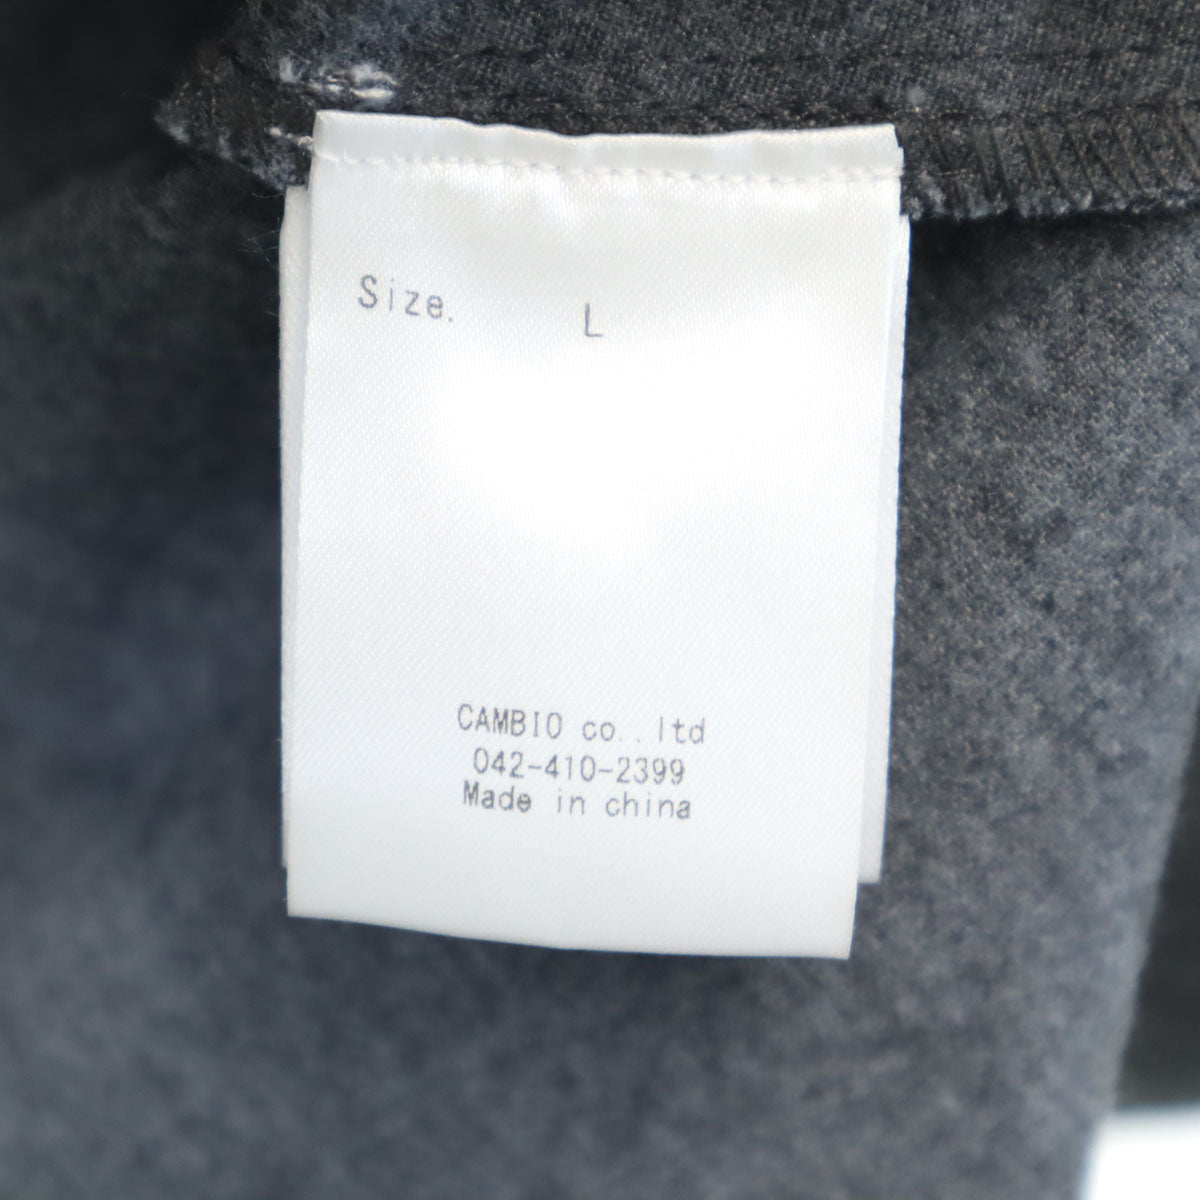 Size. L
CAMBIO co., ltd
042-410-2399
Made in china